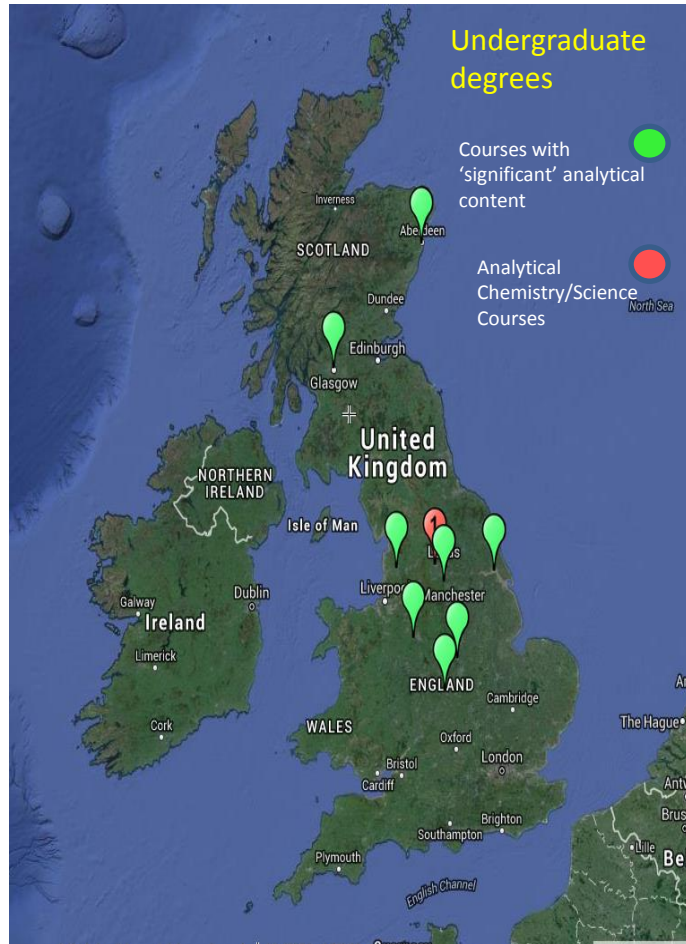 Undergraduate
degrees
Courses with
‘significant’ analytical
content
Analytical
Chemistry/Science
Courses
North Sea
Inverness
Aberdeen
SCOTLAND
Dundee
Edinburgh
Glasgow
United
Kingdom
NORTHERN
IRELAND
Isle of Man
1
Leeds
Liverpool
Manchester
Dublin
Galway
Ireland
Limerick
Cork
ENGLAND
WALES
Cambridge
Oxford
London
Bristol
Cardiff
Brighton
Southampton
Plymouth
English Channel
The Hague
Lille